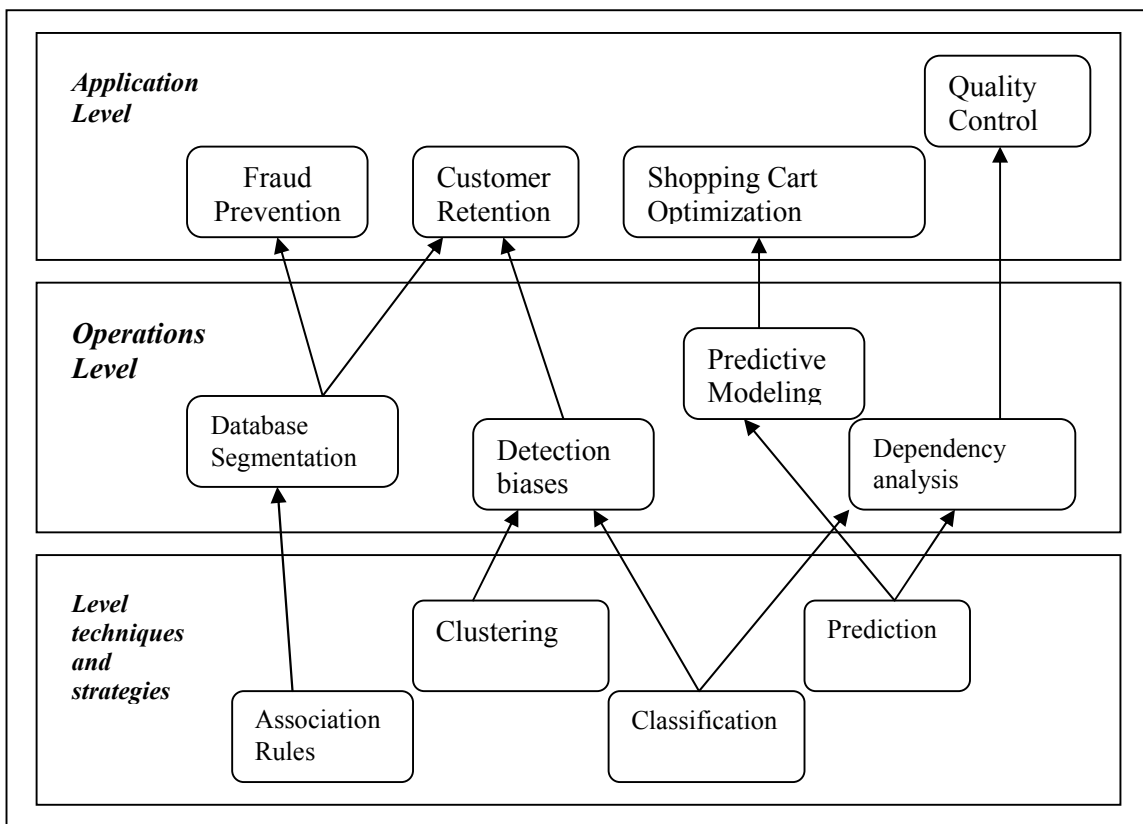 Application
Level
Quality
Control
Fraud
Prevention
Customer
Retention
Shopping Cart
Optimization
Operations
Level
Predictive
Modeling
Database
Segmentation
Detection
biases
Dependency
analysis
Level
techniques
and
strategies
Clustering
Prediction
Association
Rules
Classification